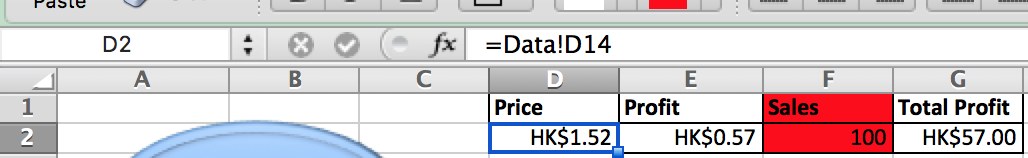 Paste
D2 fx =Data!D14
A B C D E F G
1 Price Profit Sales Total Profit
2 HK$1.52 HK$0.57 100 HK$57.00